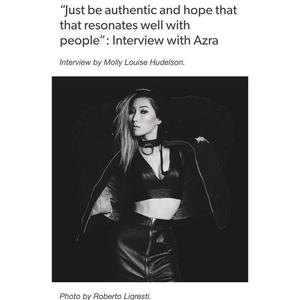 “Just be authentic and hope that
that resonates well with
people”: Interview with Azra
Interview by Molly Louise Hudelson.
Photo by Roberto Ligresti.